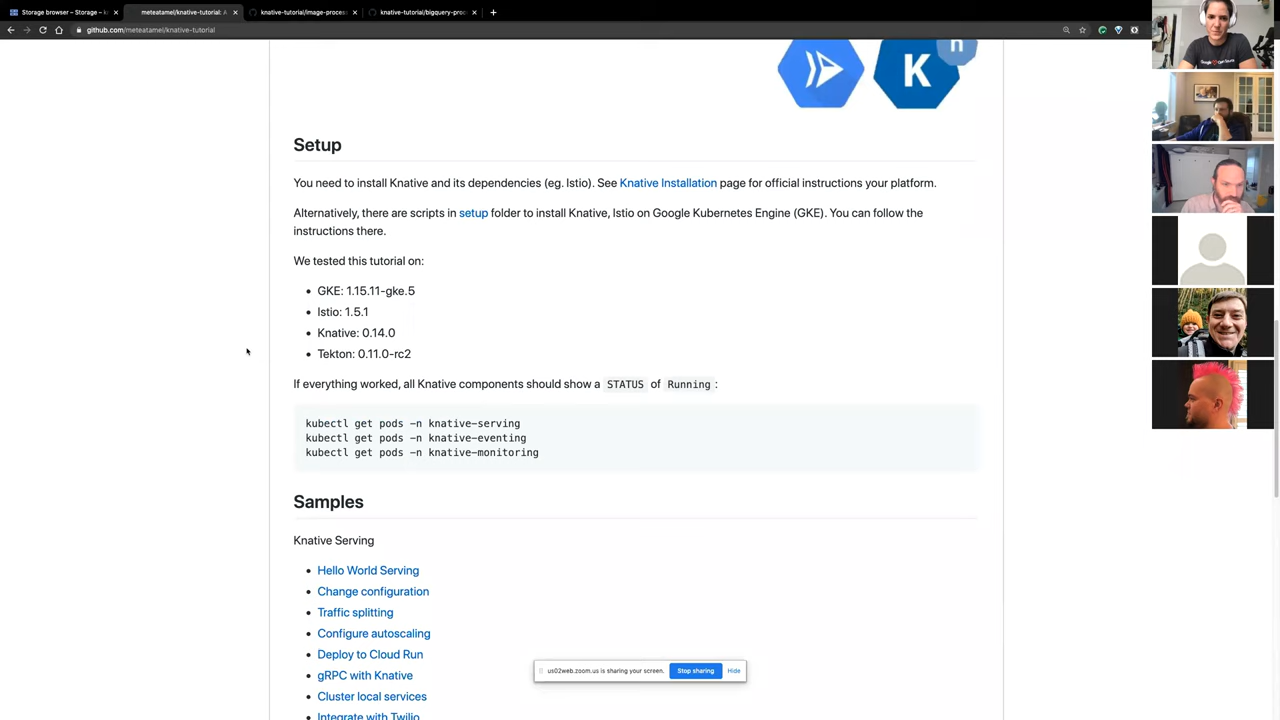 Storage browser – Storage – k
meteatamel/knative-tutorial: A
knative-tutorial/image-proces
knative-tutorial/bigquery-proc
github.com/meteatamel/knative-tutorial
K
n
Setup
You need to install Knative and its dependencies (eg. Istio). See Knative Installation page for official instructions your platform.
Alternatively, there are scripts in setup folder to install Knative, Istio on Google Kubernetes Engine (GKE). You can follow the
instructions there.
We tested this tutorial on:
• GKE: 1.15.11-gke.5
• Istio: 1.5.1
• Knative: 0.14.0
• Tekton: 0.11.0-rc2
If everything worked, all Knative components should show a STATUS of Running :
kubectl get pods -n knative-serving
kubectl get pods -n knative-eventing
kubectl get pods -n knative-monitoring
Samples
Knative Serving
• Hello World Serving
• Change configuration
• Traffic splitting
• Configure autoscaling
• Deploy to Cloud Run
• gRPC with Knative
• Cluster local services
• Integrate with Twilio
us02web.zoom.us is sharing your screen.
Stop sharing
Hide